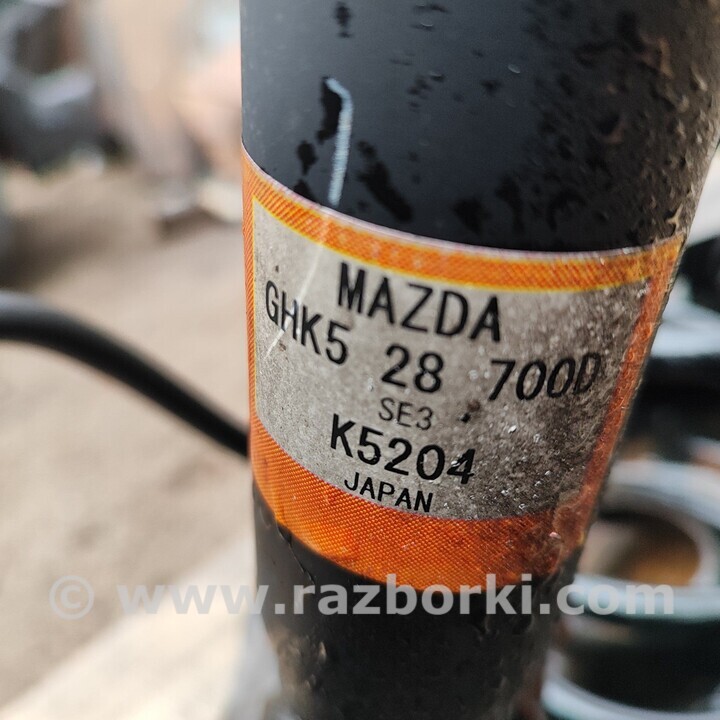 MAZDA
GHK5 28 700D
SE3
K5204
JAPAN
© www.razborki.com